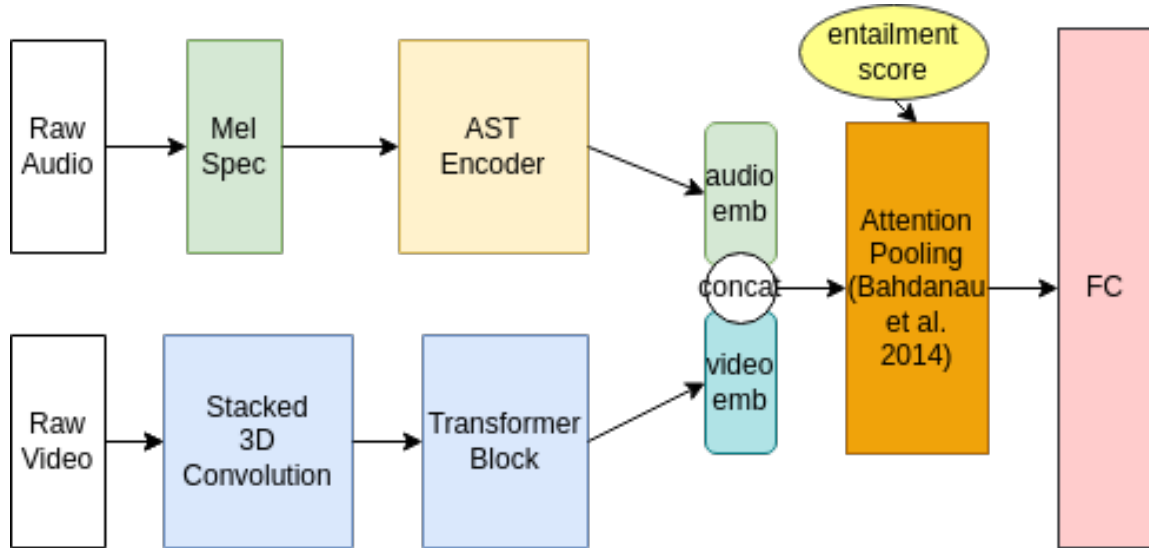 entailment
score
Raw
Audio
Mel
Spec
AST
Encoder
audio
emb
concat
video
emb
Attention
Pooling
(Bahdanau
et al.
2014)
FC
Raw
Video
Stacked
3D
Convolution
Transformer
Block